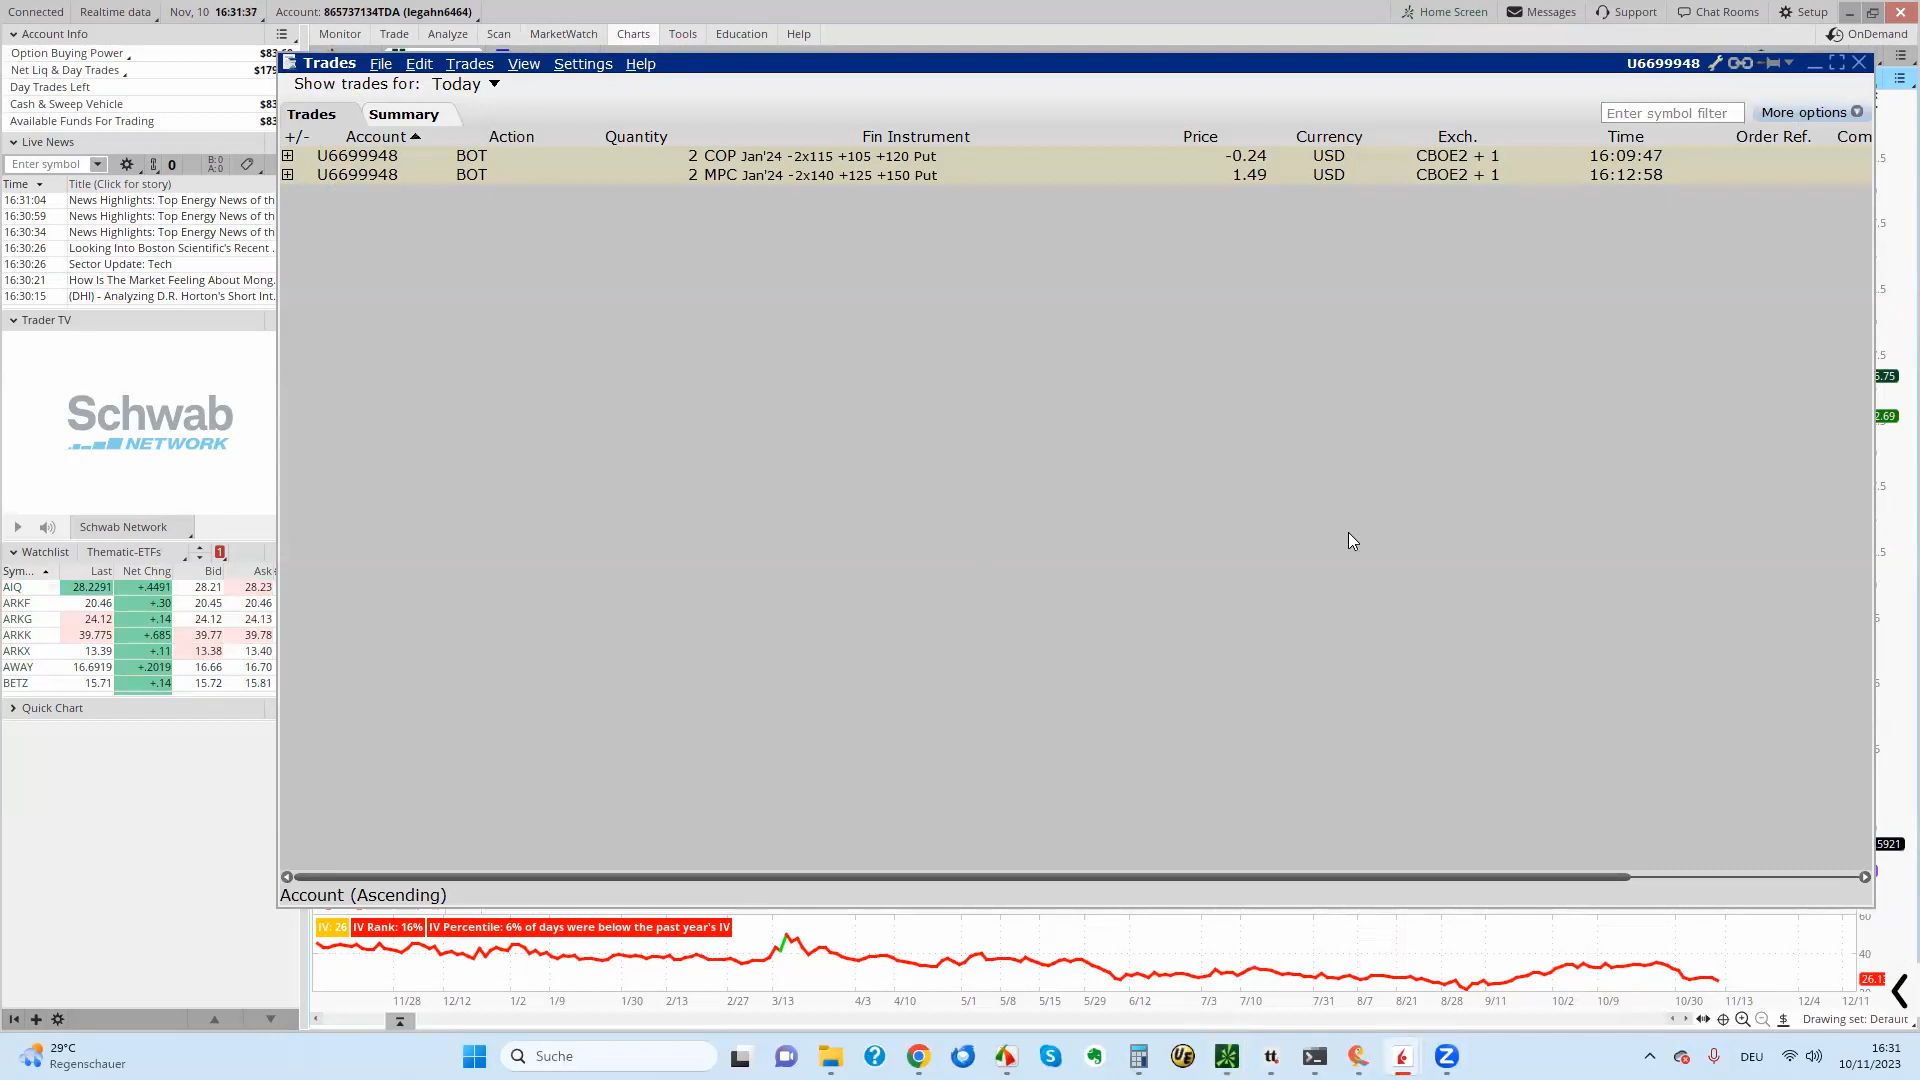 Connected Realtime data Nov, 10 16:31:37 Account: 865737134TDA (legahn6464) Home Screen Messages Support Chat Rooms Setup
Account Info Monitor Trade Analyze Scan MarketWatch Charts Tools Education Help OnDemand
Option Buying Power
Net Liq & Day Trades $179
Day Trades Left
Cash & Sweep Vehicle $83
Available Funds For Trading $83
Live News
Enter symbol 0 B: 0 A: 0
Time Title (Click for story)
16:31:04 News Highlights: Top Energy News of th
16:30:59 News Highlights: Top Energy News of th
16:30:34 News Highlights: Top Energy News of th
16:30:26 Looking Into Boston Scientific's Recent
16:30:26 Sector Update: Tech
16:30:21 How Is The Market Feeling About Mong
16:30:15 (DHI) - Analyzing D.R. Horton's Short Int
Trader TV
Schwab
NETWORK
Schwab Network
Watchlist Thematic-ETFs 1
Sym... Last Net Chng Bid Ask
AIQ 28.2291 +.4491 28.21 28.23
ARKF 20.46 +.30 20.45 20.46
ARKG 24.12 +.14 24.12 24.13
ARKK 39.775 +.685 39.77 39.78
ARKX 13.39 +.11 13.38 13.40
AWAY 16.6919 +.2019 16.66 16.70
BETZ 15.71 +.14 15.72 15.81
Quick Chart
Trades File Edit Trades View Settings Help U6699948
Show trades for: Today
Trades Summary Enter symbol filter More options
+/- Account Action Quantity Fin Instrument Price Currency Exch. Time Order Ref. Com
U6699948 BOT 2 COP Jan'24 -2x115 +105 +120 Put -0.24 USD CBOE2 + 1 16:09:47
U6699948 BOT 2 MPC Jan'24 -2x140 +125 +150 Put 1.49 USD CBOE2 + 1 16:12:58
5.75
2.69
5921
Account (Ascending)
IV: 26 IV Rank: 16% IV Percentile: 6% of days were below the past year's IV
60
40
26.1
11/28 12/12 1/2 1/9 1/30 2/13 2/27 3/13 4/3 4/10 5/1 5/8 5/15 5/29 6/12 7/3 7/10 7/31 8/7 8/21 8/28 9/11 10/2 10/9 10/30 11/13 12/4 12/11
Drawing set: Default
29°C
Regenschauer
Suche
DEU
16:31
10/11/2023